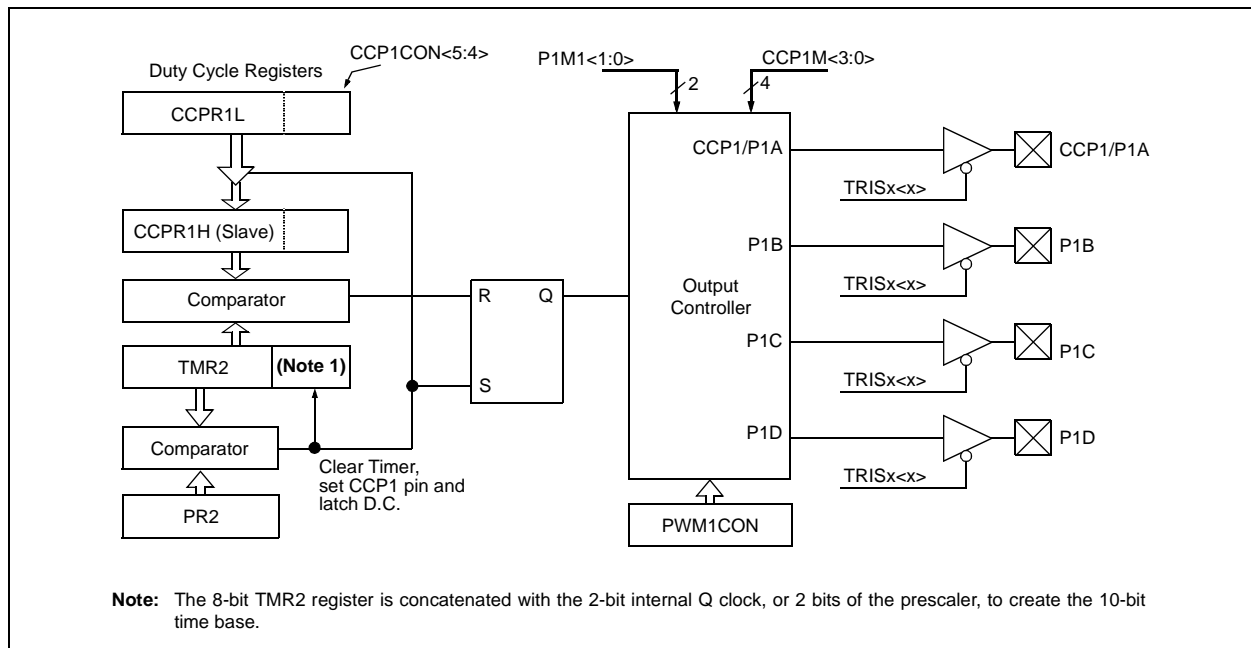 CCP1CON<5:4>
Duty Cycle Registers
CCPR1L
CCPR1H (Slave)
Comparator
TMR2
(Note 1)
Comparator
PR2
Clear Timer,
set CCP1 pin and
latch D.C.
R
Q
S
P1M1<1:0>
2
CCP1M<3:0>
4
Output
Controller
CCP1/P1A
P1B
P1C
P1D
PWM1CON
TRISx<x>
CCP1/P1A
TRISx<x>
P1B
TRISx<x>
P1C
TRISx<x>
P1D
Note: The 8-bit TMR2 register is concatenated with the 2-bit internal Q clock, or 2 bits of the prescaler, to create the 10-bit
time base.